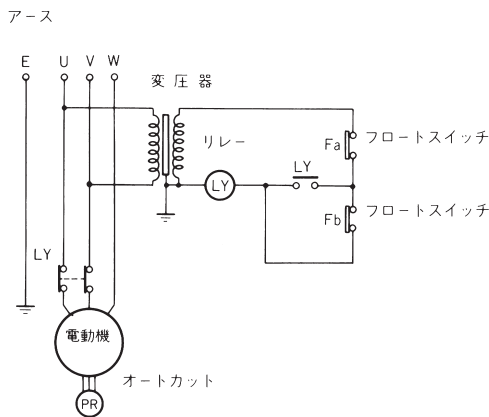 アース
E U V W
変圧器
リレー
Fa
フロートスイッチ
LY
LY
Fb
フロートスイッチ
LY
電動機
オートカット
PR